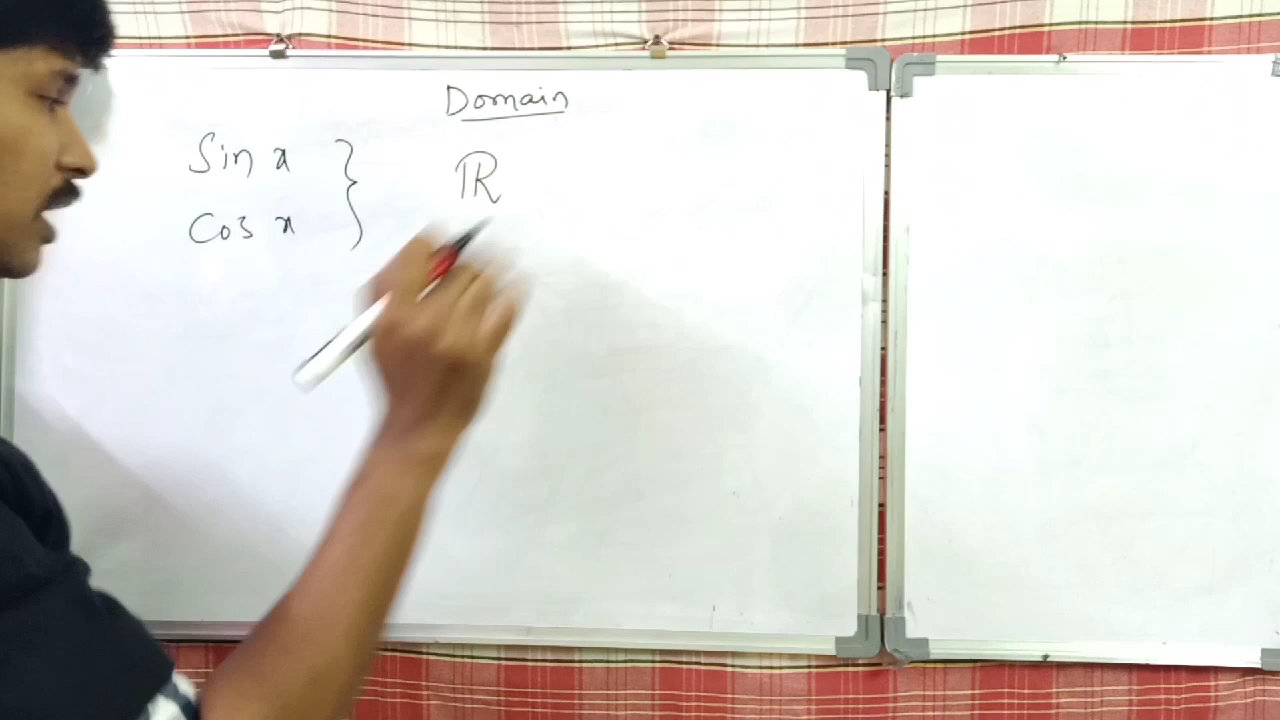 Domain
Sin x } ℝ
Cos x